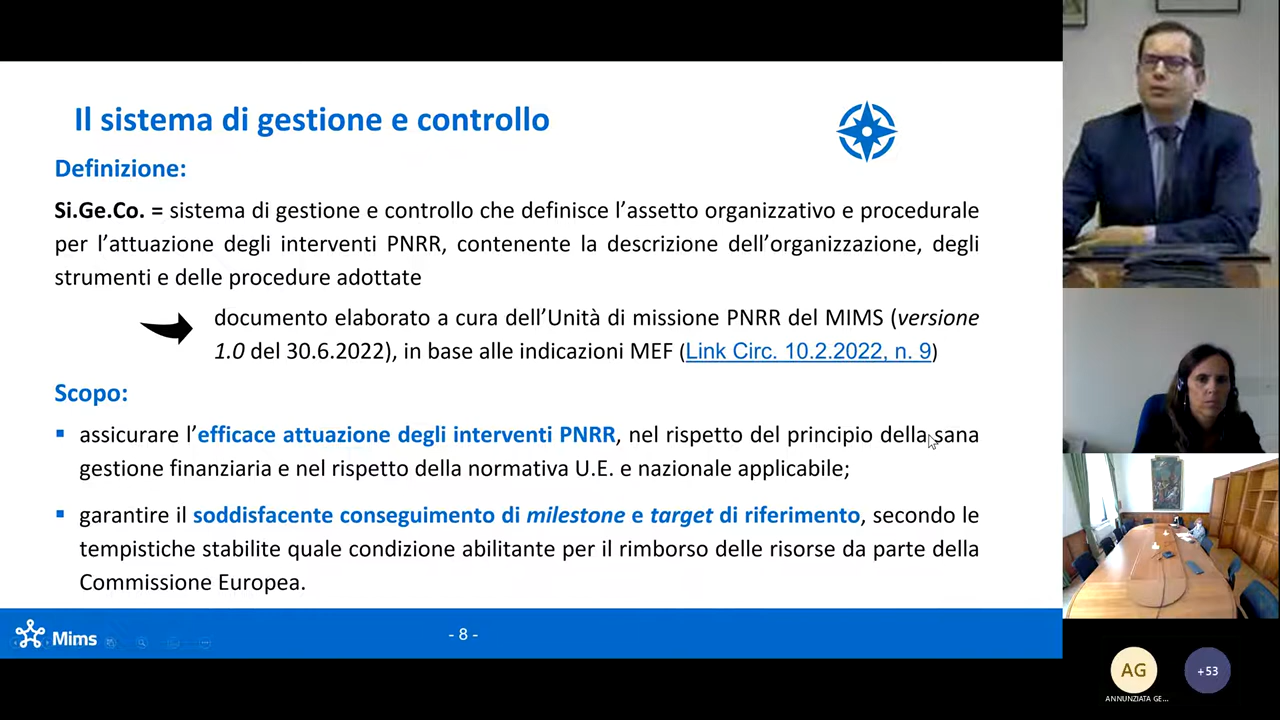 Il sistema di gestione e controllo
Definizione:
Si.Ge.Co. = sistema di gestione e controllo che definisce l’assetto organizzativo e procedurale
per l’attuazione degli interventi PNRR, contenente la descrizione dell’organizzazione, degli
strumenti e delle procedure adottate
documento elaborato a cura dell’Unità di missione PNRR del MIMS (versione
1.0 del 30.6.2022), in base alle indicazioni MEF (Link Circ. 10.2.2022, n. 9)
Scopo:
▪ assicurare l’efficace attuazione degli interventi PNRR, nel rispetto del principio della sana
gestione finanziaria e nel rispetto della normativa U.E. e nazionale applicabile;
▪ garantire il soddisfacente conseguimento di milestone e target di riferimento, secondo le
tempistiche stabilite quale condizione abilitante per il rimborso delle risorse da parte della
Commissione Europea.
Mims
- 8 -
AG
+53
ANNUNZIATA GE...